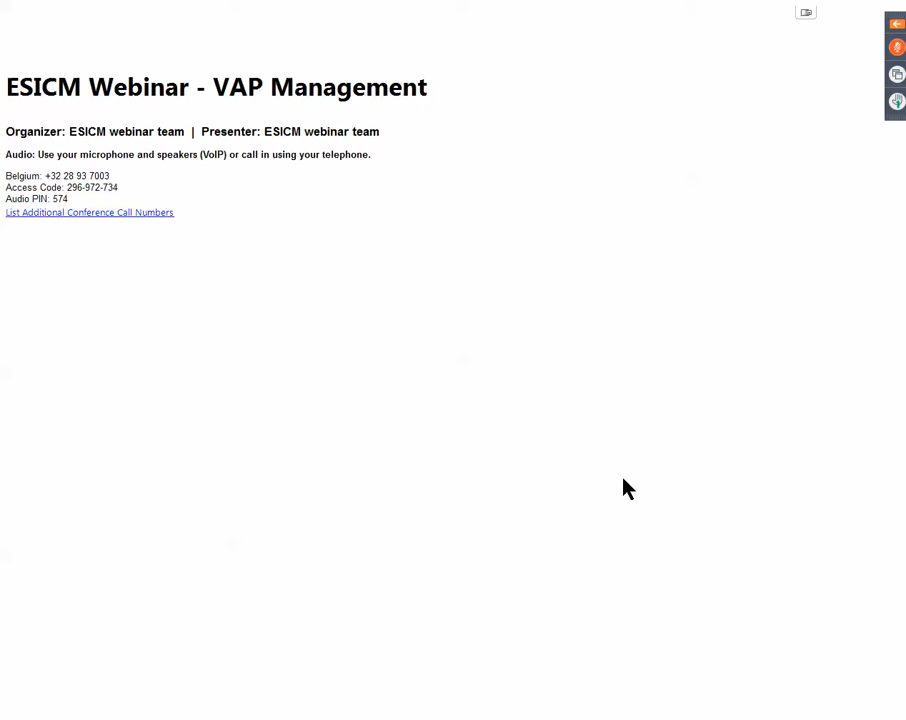 ESICM Webinar - VAP Management
Organizer: ESICM webinar team | Presenter: ESICM webinar team
Audio: Use your microphone and speakers (VoIP) or call in using your telephone.
Belgium: +32 28 93 7003
Access Code: 296-972-734
Audio PIN: 574
List Additional Conference Call Numbers